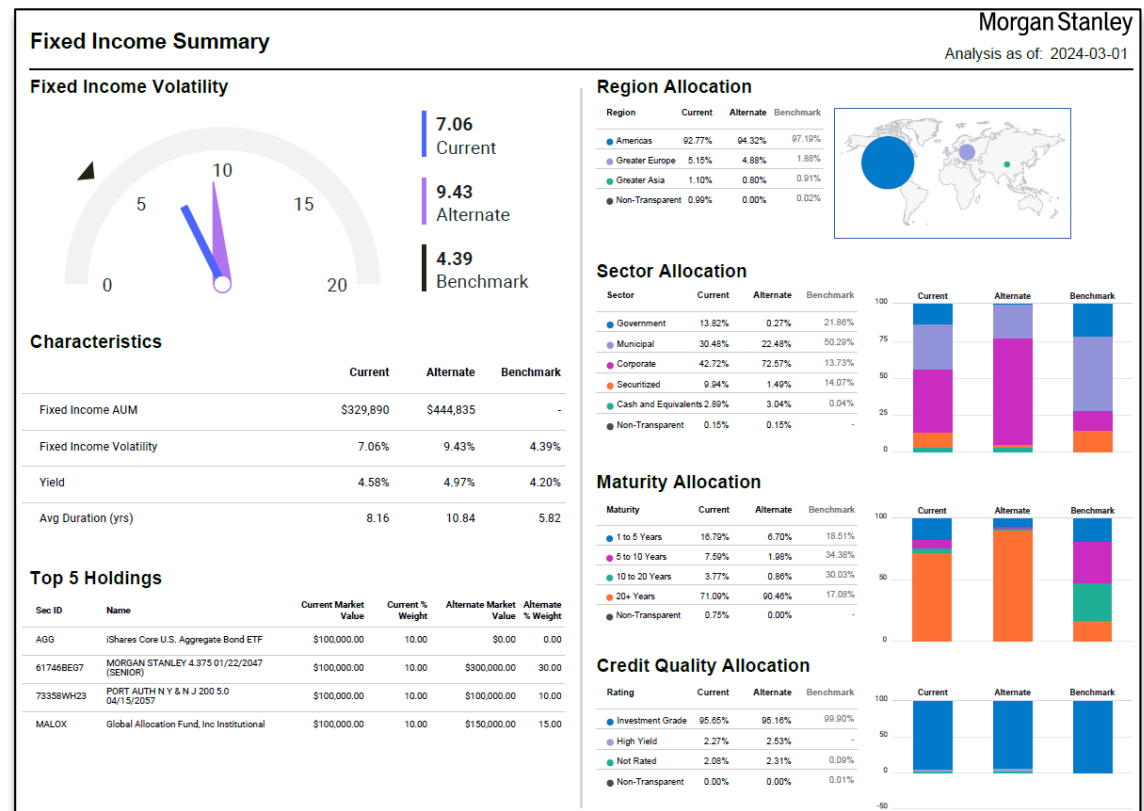 Morgan Stanley
Fixed Income Summary
Analysis as of: 2024-03-01
Fixed Income Volatility
0
5
10
15
20
7.06
Current
9.43
Alternate
4.39
Benchmark
Characteristics
Current Alternate Benchmark
Fixed Income AUM $329,890 $444,835 -
Fixed Income Volatility 7.06% 9.43% 4.39%
Yield 4.58% 4.97% 4.20%
Avg Duration (yrs) 8.16 10.84 5.82
Top 5 Holdings
Sec ID Name Current Market Value Current % Weight Alternate Market Value Alternate % Weight
AGG iShares Core U.S. Aggregate Bond ETF $100,000.00 10.00 $0.00 0.00
61746BEG7 MORGAN STANLEY 4.375 01/22/2047 (SENIOR) $100,000.00 10.00 $300,000.00 30.00
73358WH23 PORT AUTH N Y & N J 200 5.0 04/15/2057 $100,000.00 10.00 $100,000.00 10.00
MALOX Global Allocation Fund, Inc Institutional $100,000.00 10.00 $150,000.00 15.00
Region Allocation
Region Current Alternate Benchmark
Americas 92.77% 94.32% 97.19%
Greater Europe 5.15% 4.88% 1.88%
Greater Asia 1.10% 0.80% 0.91%
Non-Transparent 0.99% 0.00% 0.02%
Sector Allocation
Sector Current Alternate Benchmark
Government 13.82% 0.27% 21.86%
Municipal 30.48% 22.48% 50.29%
Corporate 42.72% 72.57% 13.73%
Securitized 9.94% 1.49% 14.07%
Cash and Equivalents 2.89% 3.04% 0.04%
Non-Transparent 0.15% 0.15% -
Current Alternate Benchmark
100
75
50
25
0
Maturity Allocation
Maturity Current Alternate Benchmark
1 to 5 Years 16.79% 6.70% 18.51%
5 to 10 Years 7.59% 1.98% 34.38%
10 to 20 Years 3.77% 0.86% 30.03%
20+ Years 71.09% 90.46% 17.08%
Non-Transparent 0.75% 0.00% -
Current Alternate Benchmark
100
50
0
Credit Quality Allocation
Rating Current Alternate Benchmark
Investment Grade 95.65% 95.16% 99.90%
High Yield 2.27% 2.53% -
Not Rated 2.08% 2.31% 0.09%
Non-Transparent 0.00% 0.00% 0.01%
Current Alternate Benchmark
100
50
0
-50